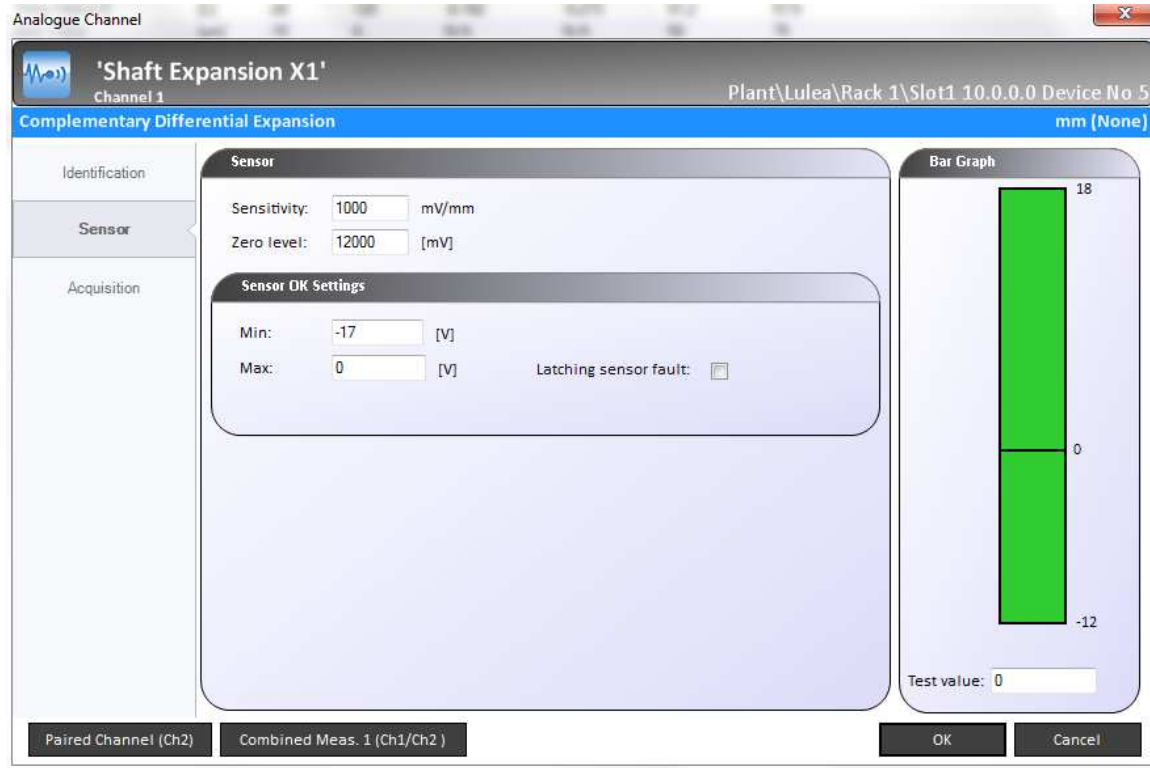 Analogue Channel
'Shaft Expansion X1'
Channel 1
Plant\Lulea\Rack 1\Slot1 10.0.0.0 Device No 5
Complementary Differential Expansion
mm (None)
Identification
Sensor
Acquisition
Sensor
Sensitivity: 1000 mV/mm
Zero level: 12000 [mV]
Sensor OK Settings
Min: -17 [V]
Max: 0 [V] Latching sensor fault:
Bar Graph
18
0
-12
Test value: 0
Paired Channel (Ch2)
Combined Meas. 1 (Ch1/Ch2 )
OK
Cancel